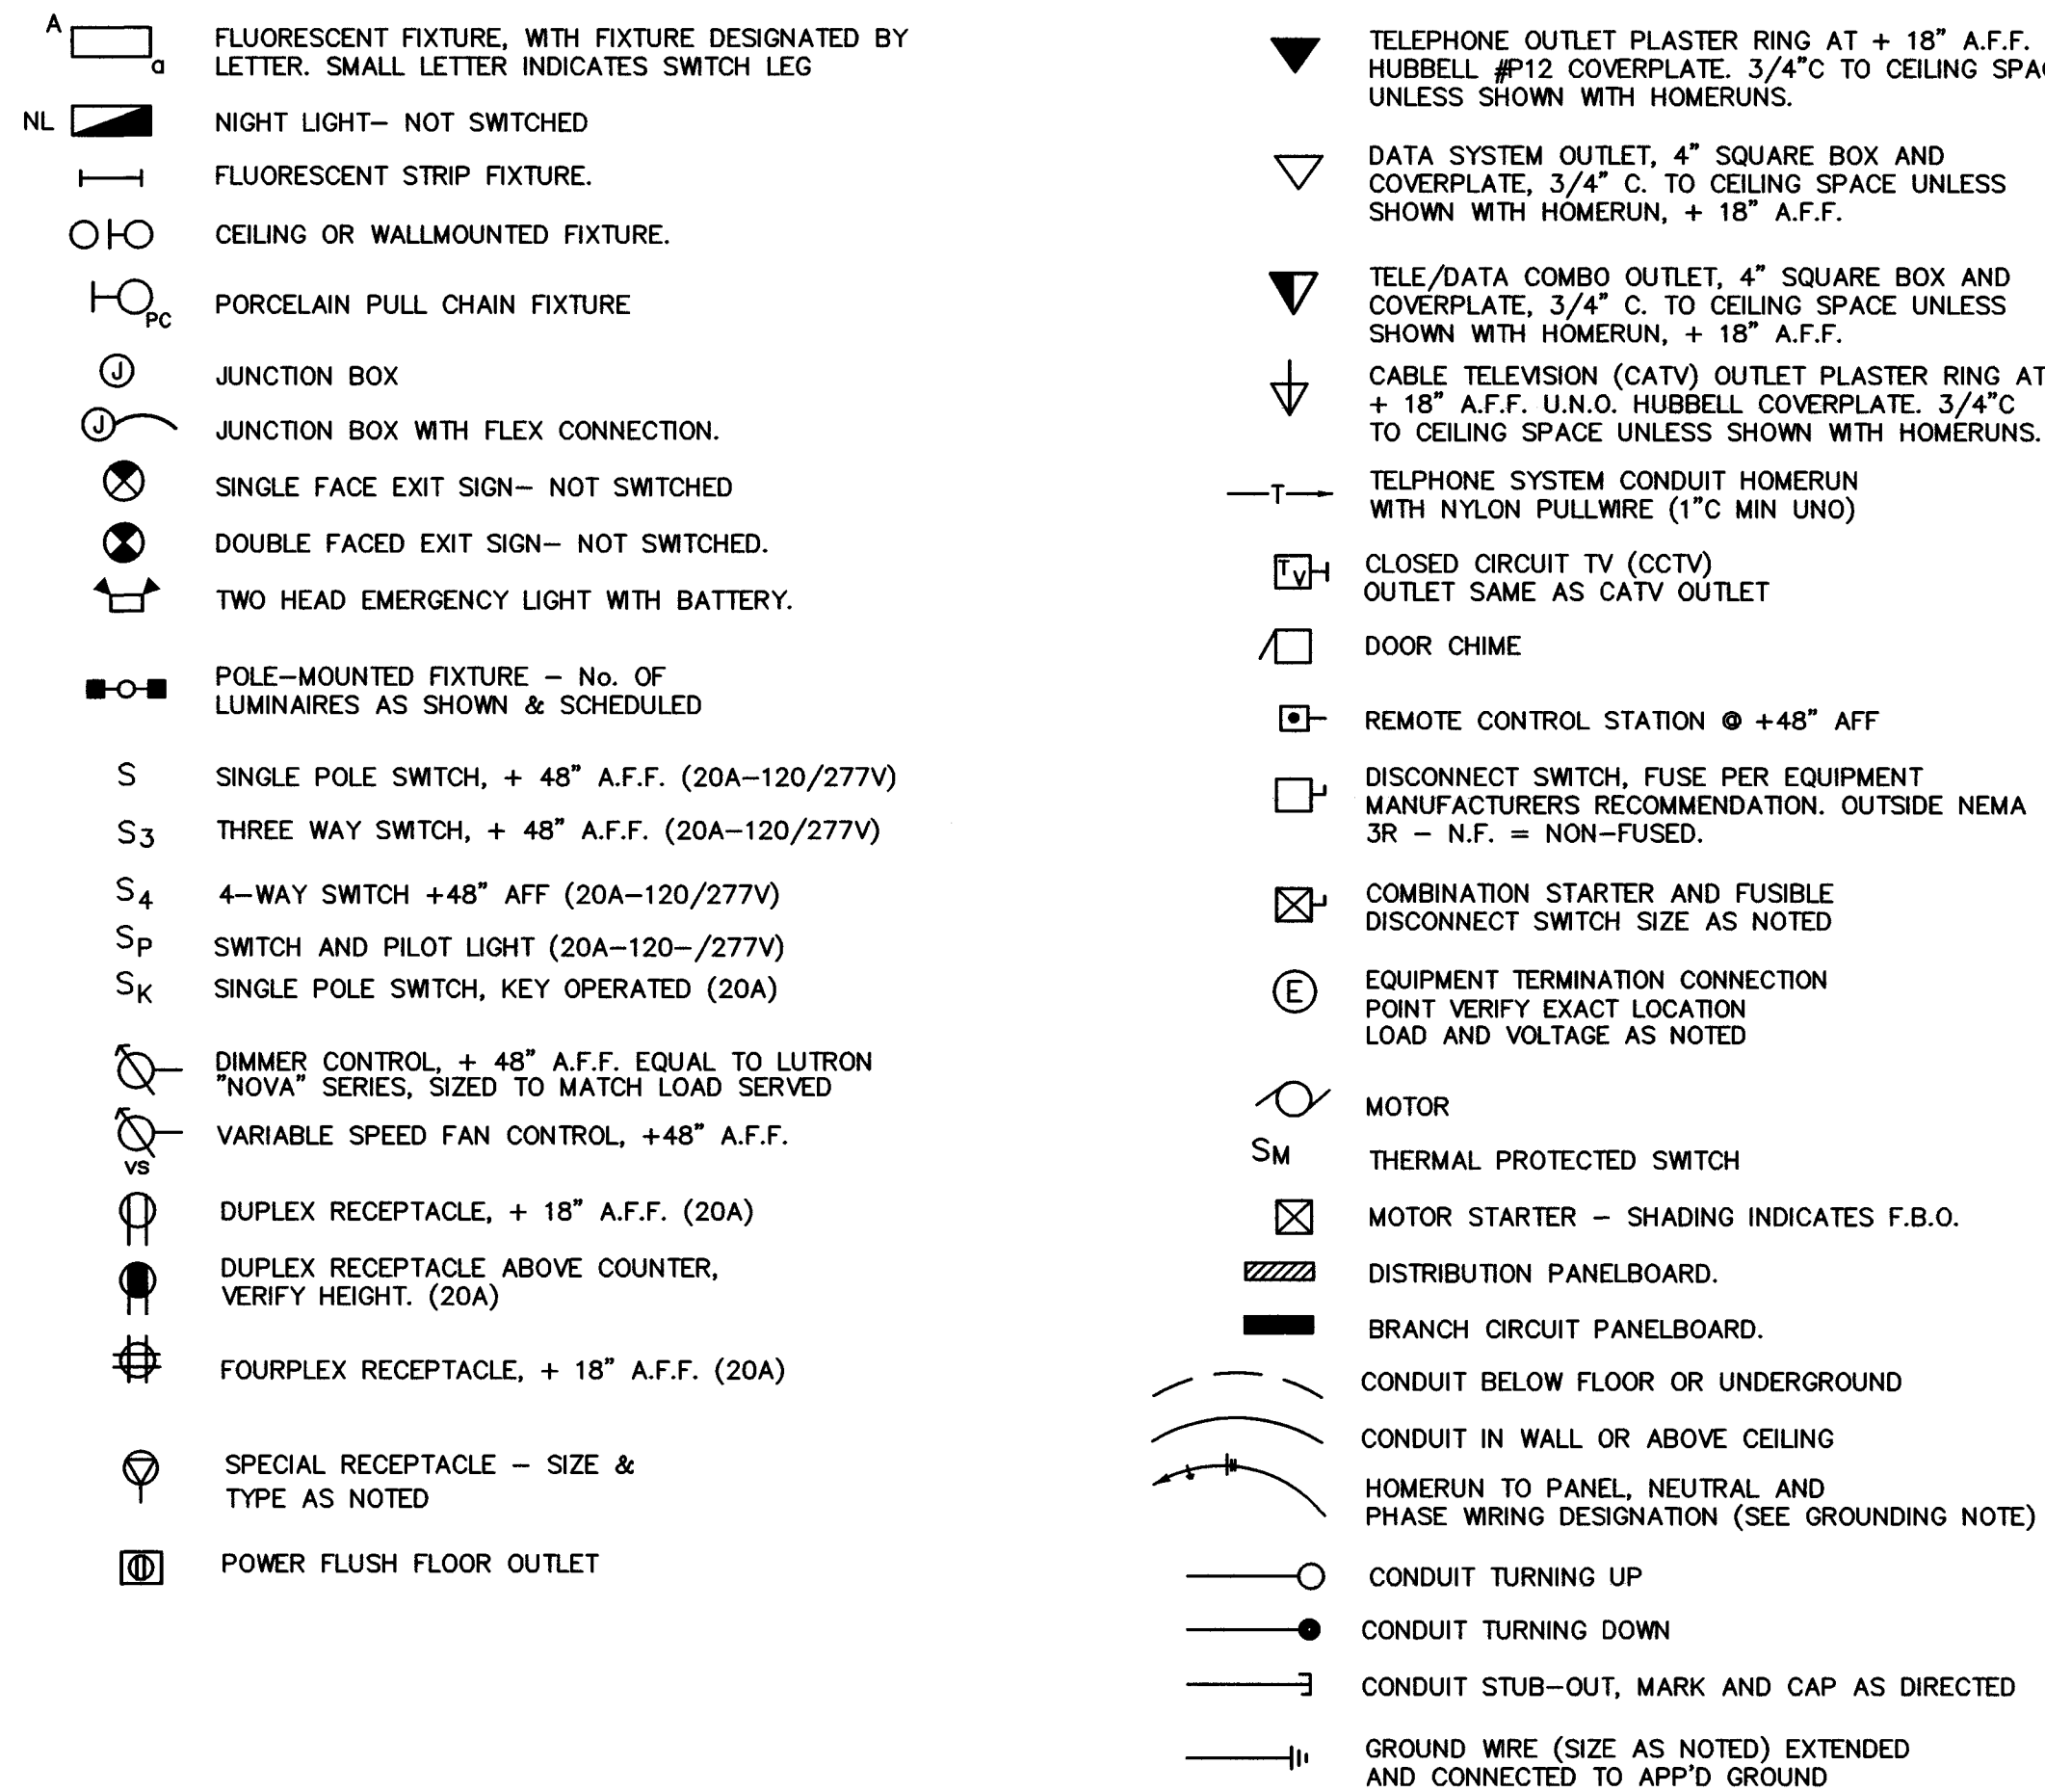 A
a
FLUORESCENT FIXTURE, WITH FIXTURE DESIGNATED BY
LETTER. SMALL LETTER INDICATES SWITCH LEG
NL
NIGHT LIGHT– NOT SWITCHED
FLUORESCENT STRIP FIXTURE.
CEILING OR WALLMOUNTED FIXTURE.
PC
PORCELAIN PULL CHAIN FIXTURE
J
JUNCTION BOX
J
JUNCTION BOX WITH FLEX CONNECTION.
SINGLE FACE EXIT SIGN– NOT SWITCHED
DOUBLE FACED EXIT SIGN– NOT SWITCHED.
TWO HEAD EMERGENCY LIGHT WITH BATTERY.
POLE–MOUNTED FIXTURE – No. OF
LUMINAIRES AS SHOWN & SCHEDULED
S SINGLE POLE SWITCH, + 48" A.F.F. (20A–120/277V)
S3 THREE WAY SWITCH, + 48" A.F.F. (20A–120/277V)
S4 4–WAY SWITCH +48" AFF (20A–120/277V)
SP SWITCH AND PILOT LIGHT (20A–120–/277V)
SK SINGLE POLE SWITCH, KEY OPERATED (20A)
DIMMER CONTROL, + 48" A.F.F. EQUAL TO LUTRON
"NOVA" SERIES, SIZED TO MATCH LOAD SERVED
VARIABLE SPEED FAN CONTROL, +48" A.F.F.
VS
DUPLEX RECEPTACLE, + 18" A.F.F. (20A)
DUPLEX RECEPTACLE ABOVE COUNTER,
VERIFY HEIGHT. (20A)
FOURPLEX RECEPTACLE, + 18" A.F.F. (20A)
SPECIAL RECEPTACLE – SIZE &
TYPE AS NOTED
POWER FLUSH FLOOR OUTLET
TELEPHONE OUTLET PLASTER RING AT + 18" A.F.F.
HUBBELL #P12 COVERPLATE. 3/4"C TO CEILING
UNLESS SHOWN WITH HOMERUNS.
DATA SYSTEM OUTLET, 4" SQUARE BOX AND
COVERPLATE, 3/4" C. TO CEILING SPACE UNLESS
SHOWN WITH HOMERUN, + 18" A.F.F.
TELE/DATA COMBO OUTLET, 4" SQUARE BOX AND
COVERPLATE, 3/4" C. TO CEILING SPACE UNLESS
SHOWN WITH HOMERUN, + 18" A.F.F.
CABLE TELEVISION (CATV) OUTLET PLASTER RING AT
+ 18" A.F.F. U.N.O. HUBBELL COVERPLATE. 3/4"C
TO CEILING SPACE UNLESS SHOWN WITH HOMERUNS.
T
TELPHONE SYSTEM CONDUIT HOMERUN
WITH NYLON PULLWIRE (1"C MIN UNO)
TV
CLOSED CIRCUIT TV (CCTV)
OUTLET SAME AS CATV OUTLET
DOOR CHIME
REMOTE CONTROL STATION @ +48" AFF
DISCONNECT SWITCH, FUSE PER EQUIPMENT
MANUFACTURERS RECOMMENDATION. OUTSIDE NEMA
3R – N.F. = NON–FUSED.
COMBINATION STARTER AND FUSIBLE
DISCONNECT SWITCH SIZE AS NOTED
E
EQUIPMENT TERMINATION CONNECTION
POINT VERIFY EXACT LOCATION
LOAD AND VOLTAGE AS NOTED
MOTOR
SM THERMAL PROTECTED SWITCH
MOTOR STARTER – SHADING INDICATES F.B.O.
DISTRIBUTION PANELBOARD.
BRANCH CIRCUIT PANELBOARD.
CONDUIT BELOW FLOOR OR UNDERGROUND
CONDUIT IN WALL OR ABOVE CEILING
HOMERUN TO PANEL, NEUTRAL AND
PHASE WIRING DESIGNATION (SEE GROUNDING NOTE)
CONDUIT TURNING UP
CONDUIT TURNING DOWN
CONDUIT STUB–OUT, MARK AND CAP AS DIRECTED
GROUND WIRE (SIZE AS NOTED) EXTENDED
AND CONNECTED TO APP'D GROUND